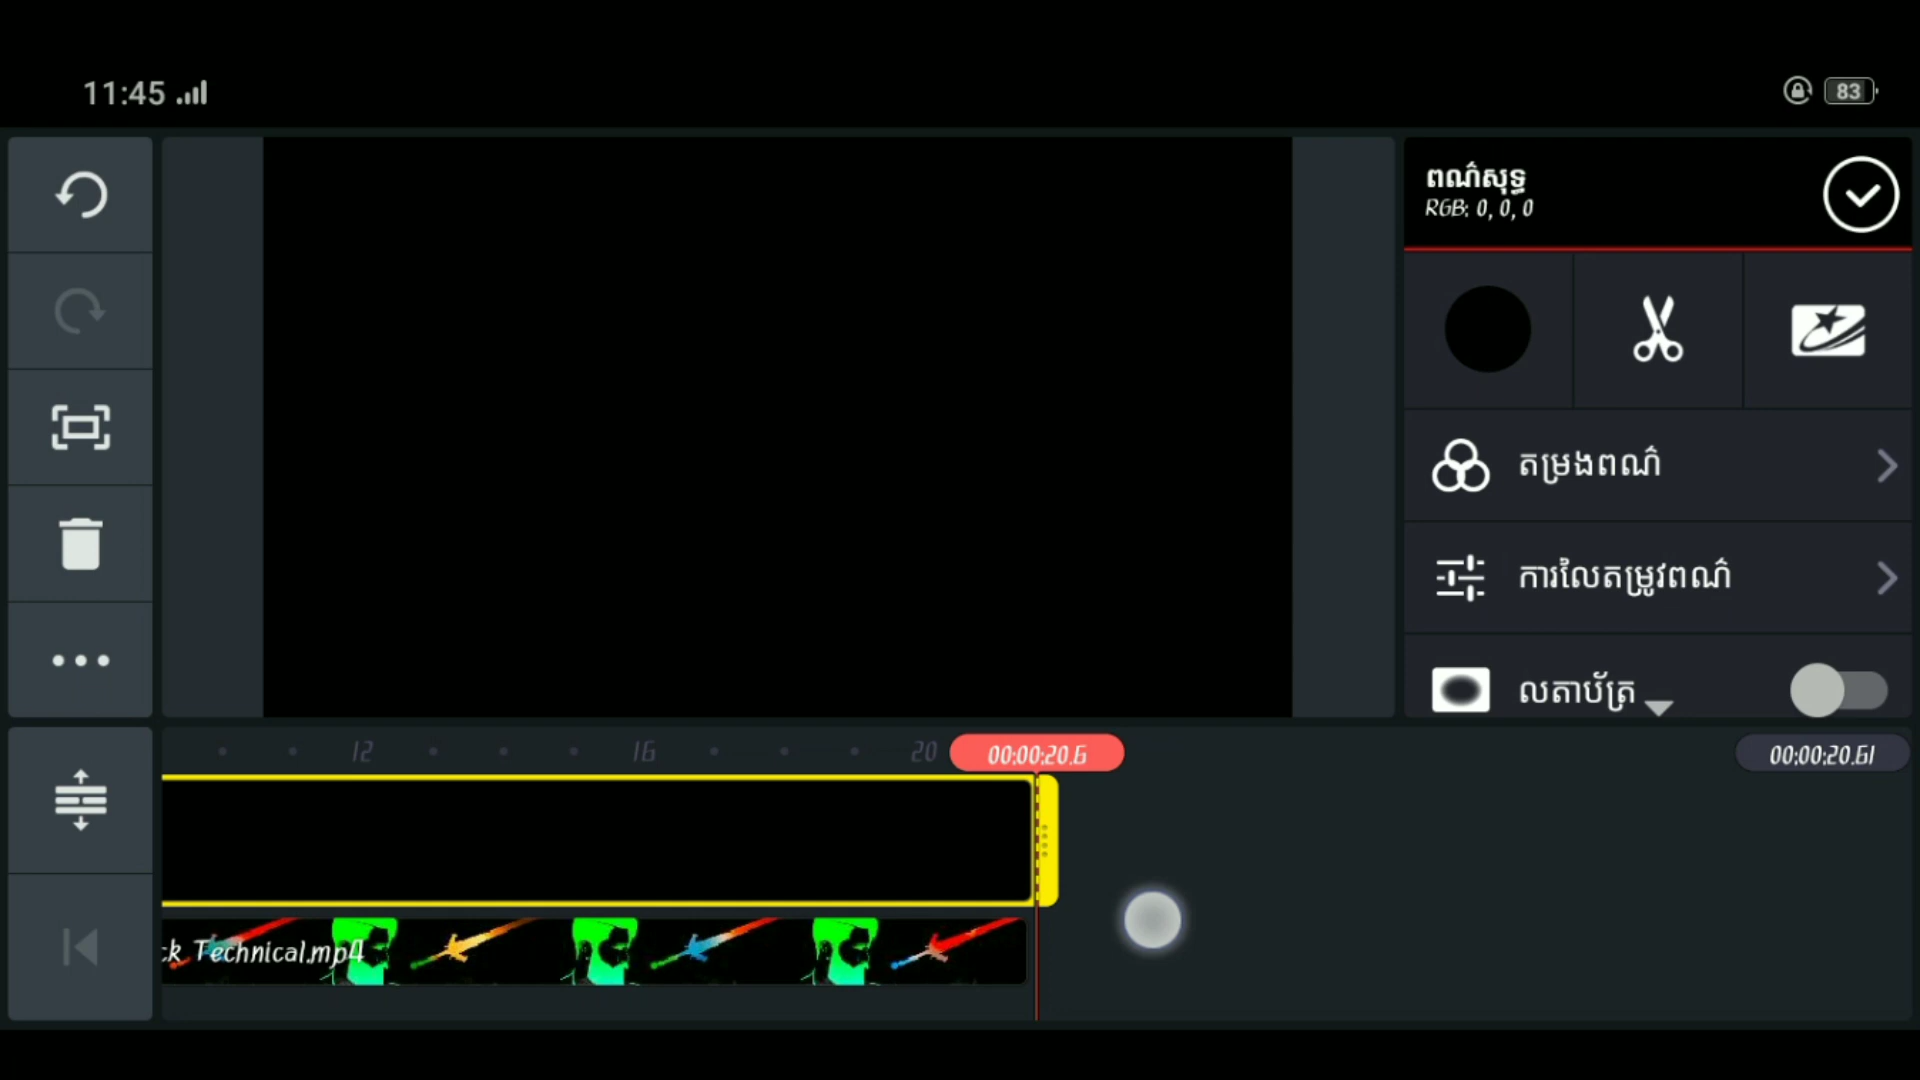 11:45
83
ពណ៌សុទ្ធ
RGB: 0, 0, 0
តម្រងពណ៌
ការលៃតម្រូវពណ៌
លតាប័ត្រ
12 16 20 00:00:20.6 00:00:20.61
ck Technical.mp4